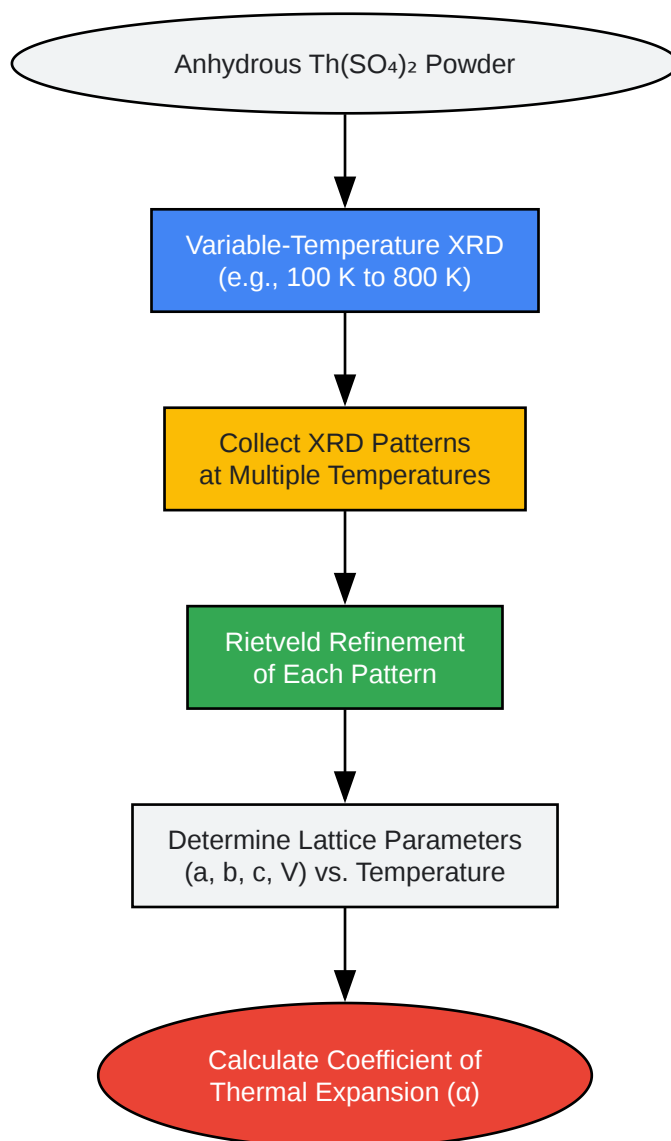 Anhydrous Th(SO₄)₂ Powder
Variable-Temperature XRD
(e.g., 100 K to 800 K)
Collect XRD Patterns
at Multiple Temperatures
Rietveld Refinement
of Each Pattern
Determine Lattice Parameters
(a, b, c, V) vs. Temperature
Calculate Coefficient of
Thermal Expansion (α)